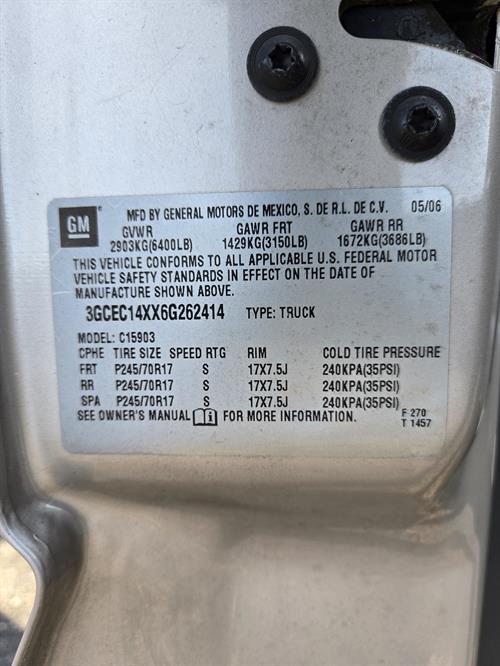 GM
MFD BY GENERAL MOTORS DE MEXICO, S. DE R.L. DE C.V. 05/06
GVWR GAWR FRT GAWR RR
2903KG(6400LB) 1429KG(3150LB) 1672KG(3686LB)
THIS VEHICLE CONFORMS TO ALL APPLICABLE U.S. FEDERAL MOTOR
VEHICLE SAFETY STANDARDS IN EFFECT ON THE DATE OF
MANUFACTURE SHOWN ABOVE.
3GCEC14XX6G262414 TYPE: TRUCK
MODEL: C15903
CPHE TIRE SIZE SPEED RTG RIM COLD TIRE PRESSURE
FRT P245/70R17 S 17X7.5J 240KPA(35PSI)
RR P245/70R17 S 17X7.5J 240KPA(35PSI)
SPA P245/70R17 S 17X7.5J 240KPA(35PSI)
SEE OWNER'S MANUAL FOR MORE INFORMATION. F 270
T 1457